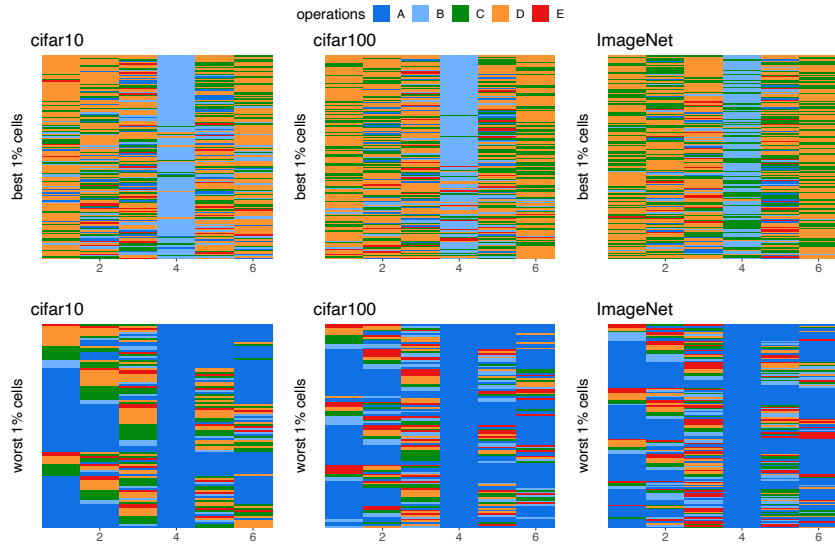 operations A B C D E
cifar10 cifar100 ImageNet
best 1% cells best 1% cells best 1% cells
2 4 6 2 4 6 2 4 6
cifar10 cifar100 ImageNet
worst 1% cells worst 1% cells worst 1% cells
2 4 6 2 4 6 2 4 6